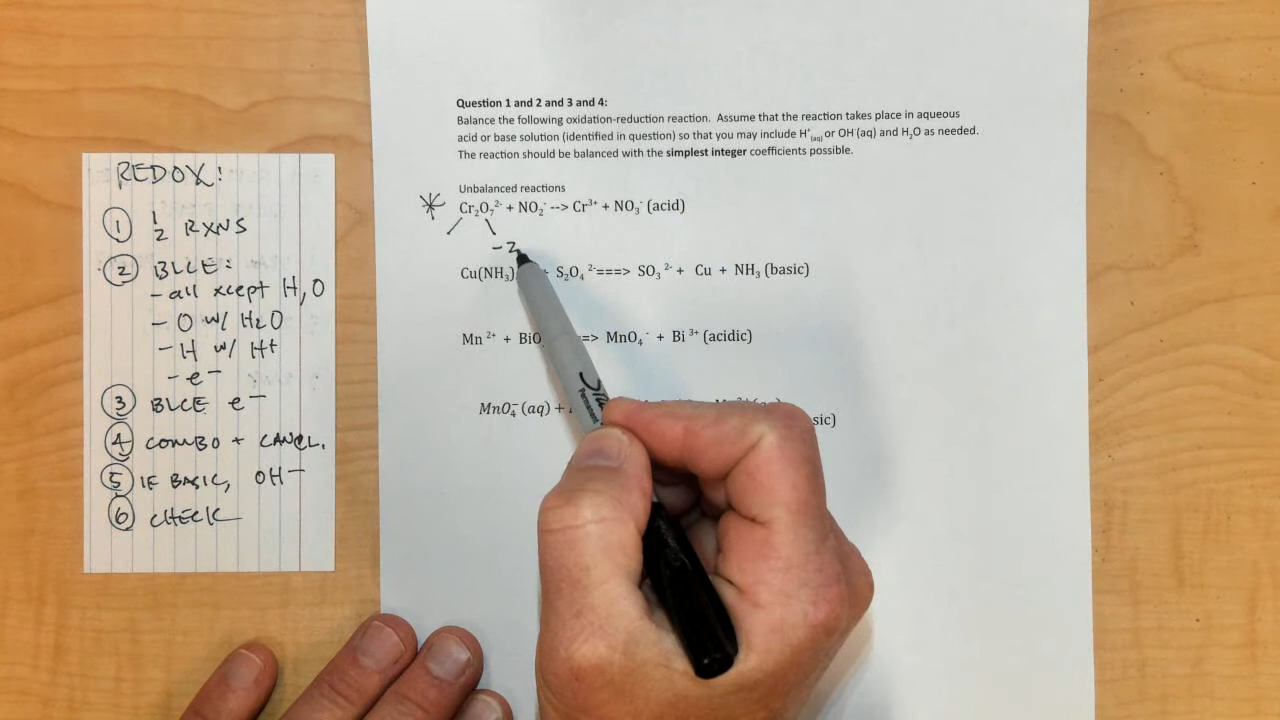 REDOX!
① ½ RXNS
② BLCE:
- all xcept H, O
- O w/ H2O
- H w/ H+
- e-
③ BLCE e-
④ COMBO + CANCL.
⑤ IF BASIC, OH-
⑥ CHECK
Question 1 and 2 and 3 and 4:
Balance the following oxidation-reduction reaction. Assume that the reaction takes place in aqueous
acid or base solution (identified in question) so that you may include H⁺(aq) or OH⁻(aq) and H₂O as needed.
The reaction should be balanced with the simplest integer coefficients possible.
Unbalanced reactions
Cr₂O₇²⁻ + NO₂⁻ --> Cr³⁺ + NO₃⁻ (acid)
-2
Cu(NH₃) + S₂O₄ ²⁻===> SO₃ ²⁻ + Cu + NH₃ (basic)
Mn ²⁺ + BiO => MnO₄⁻ + Bi ³⁺ (acidic)
MnO₄⁻(aq) + sic)